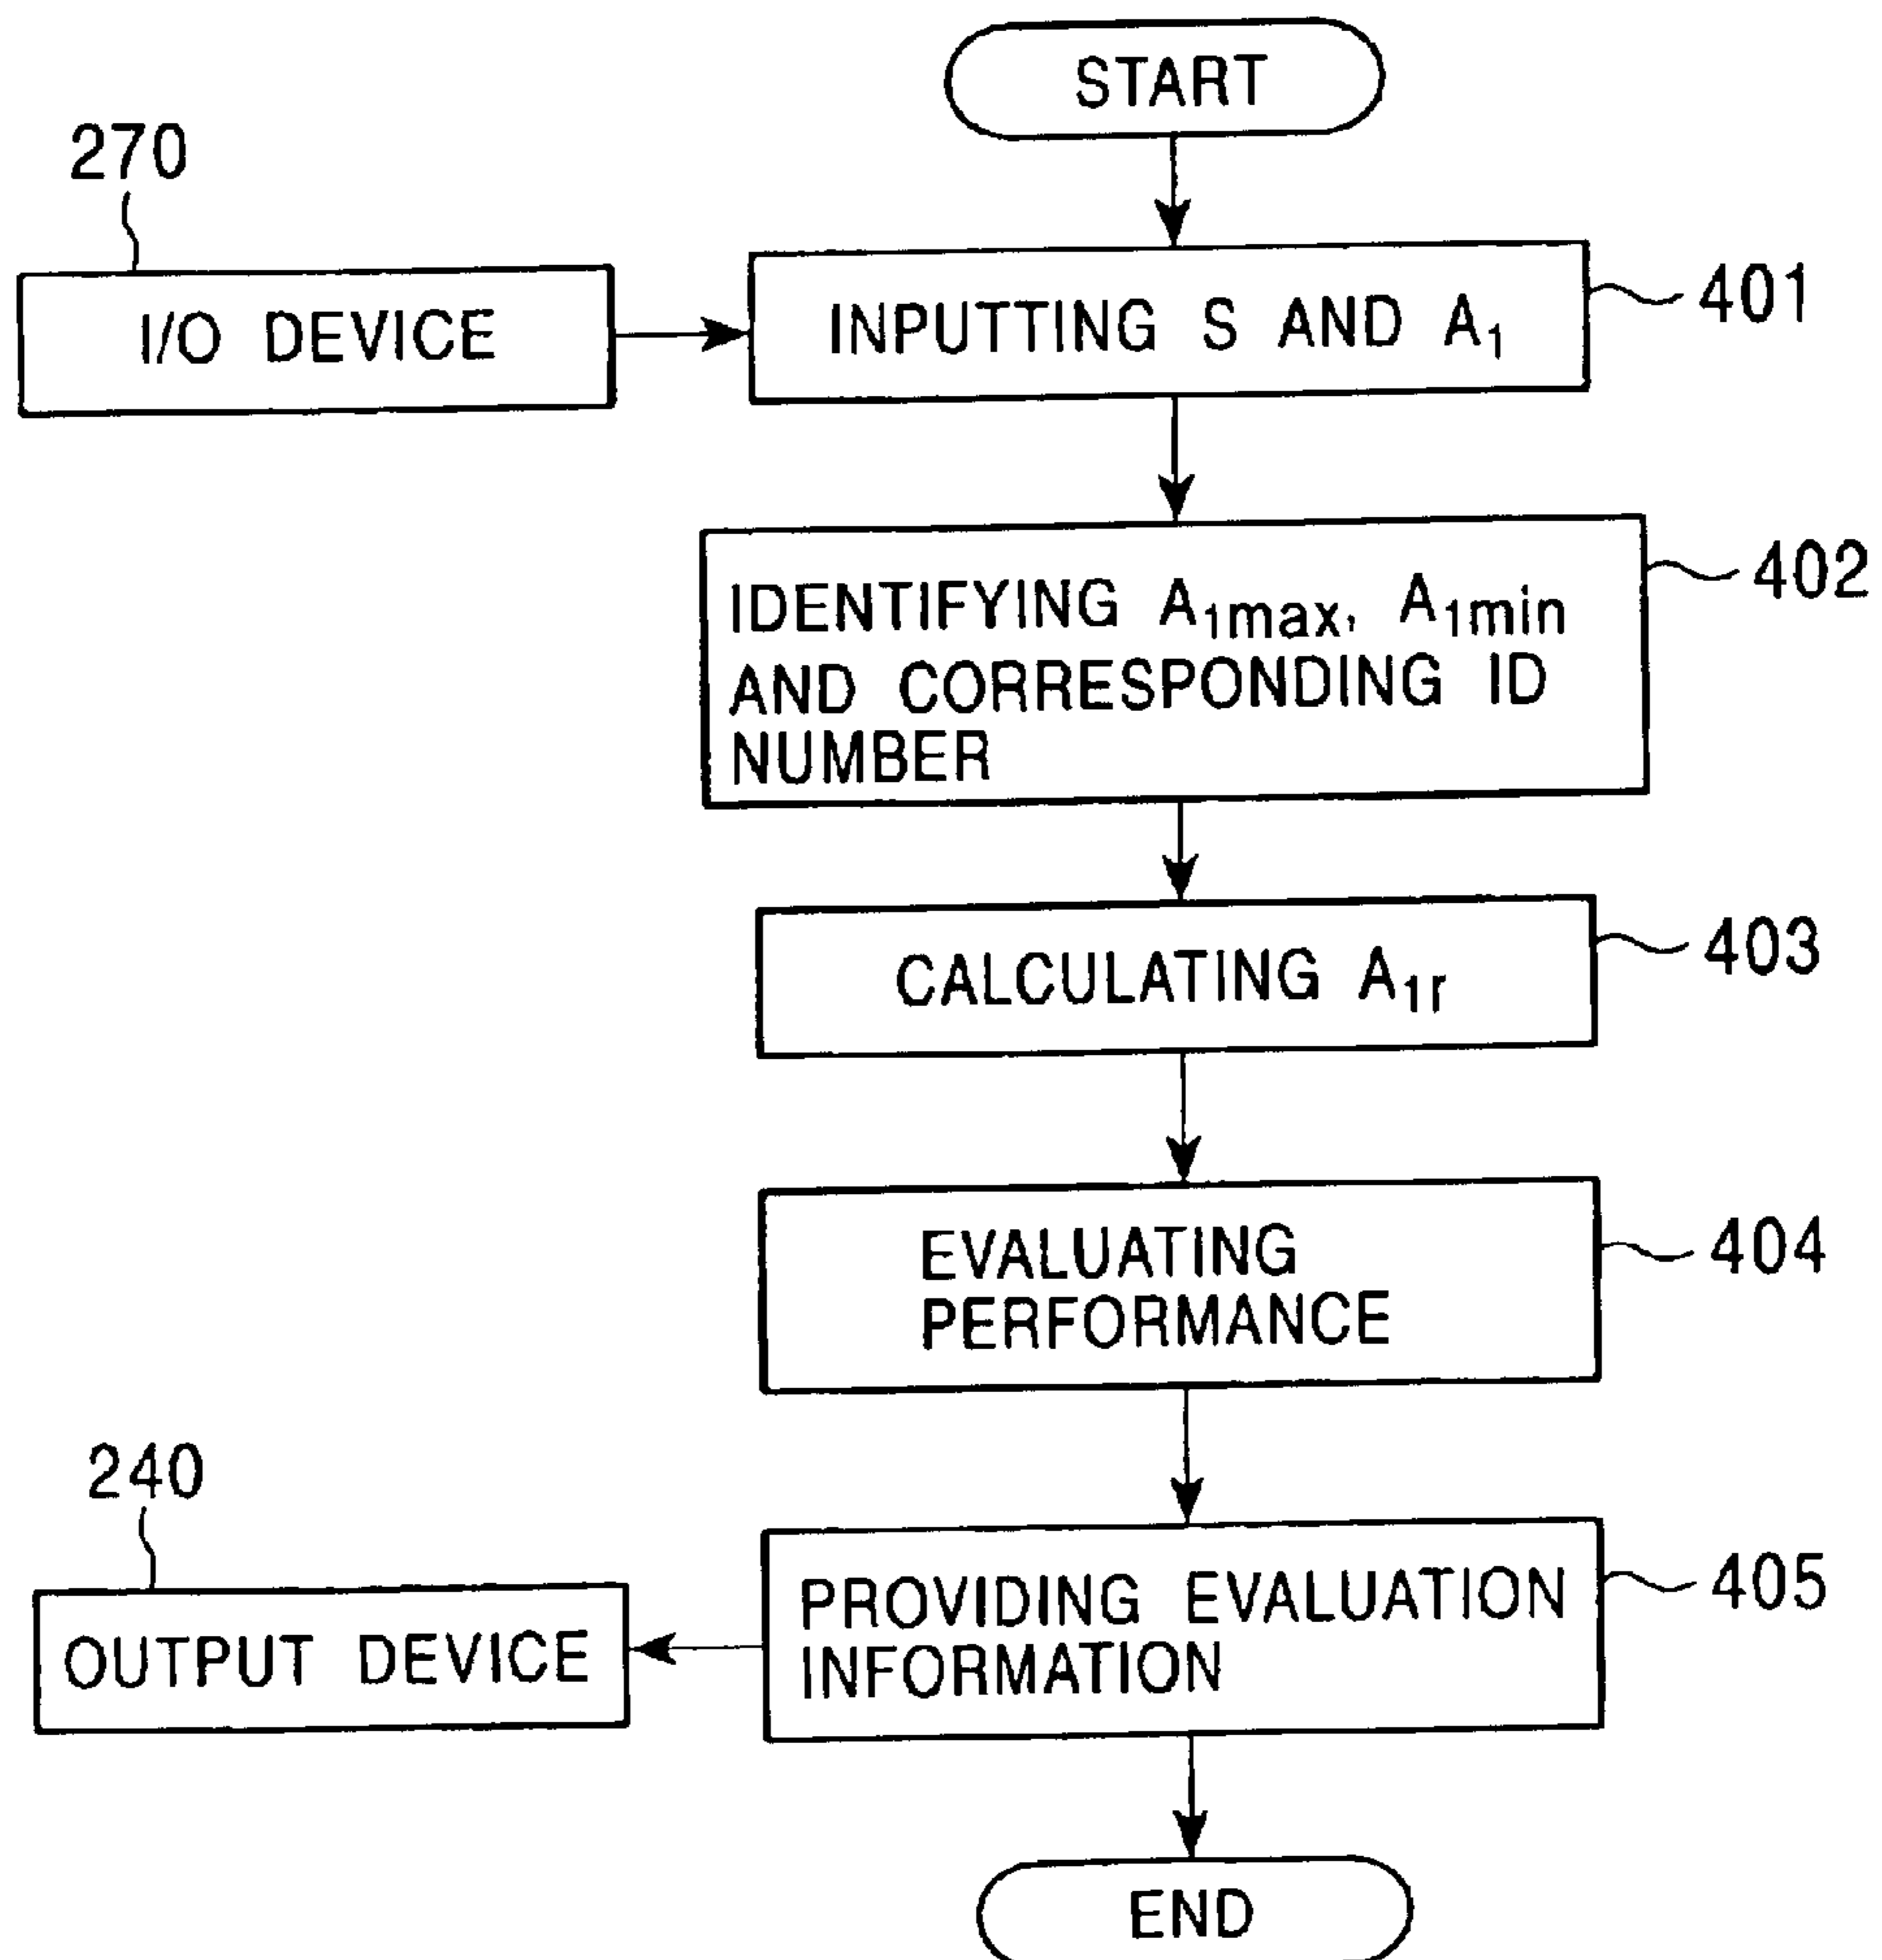 START
270
I/O DEVICE
INPUTTING S AND A₁
401
IDENTIFYING A₁max, A₁min
AND CORRESPONDING ID
NUMBER
402
CALCULATING A₁r
403
EVALUATING
PERFORMANCE
404
240
OUTPUT DEVICE
PROVIDING EVALUATION
INFORMATION
405
END